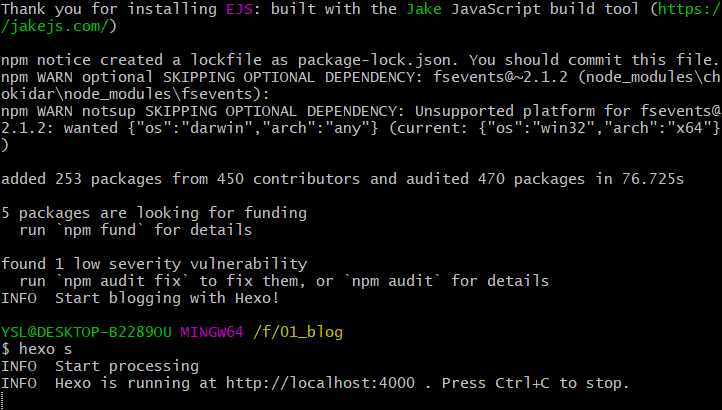 Thank you for installing EJS: built with the Jake JavaScript build tool (https:/
/jakejs.com/)
npm notice created a lockfile as package-lock.json. You should commit this file.
npm WARN optional SKIPPING OPTIONAL DEPENDENCY: fsevents@~2.1.2 (node_modules\ch
okidar\node_modules\fsevents):
npm WARN notsup SKIPPING OPTIONAL DEPENDENCY: Unsupported platform for fsevents@
2.1.2: wanted {"os":"darwin","arch":"any"} (current: {"os":"win32","arch":"x64"}
)
added 253 packages from 450 contributors and audited 470 packages in 76.725s
5 packages are looking for funding
  run `npm fund` for details
found 1 low severity vulnerability
  run `npm audit fix` to fix them, or `npm audit` for details
INFO  Start blogging with Hexo!
YSL@DESKTOP-B2289OU MINGW64 /f/01_blog
$ hexo s
INFO  Start processing
INFO  Hexo is running at http://localhost:4000 . Press Ctrl+C to stop.